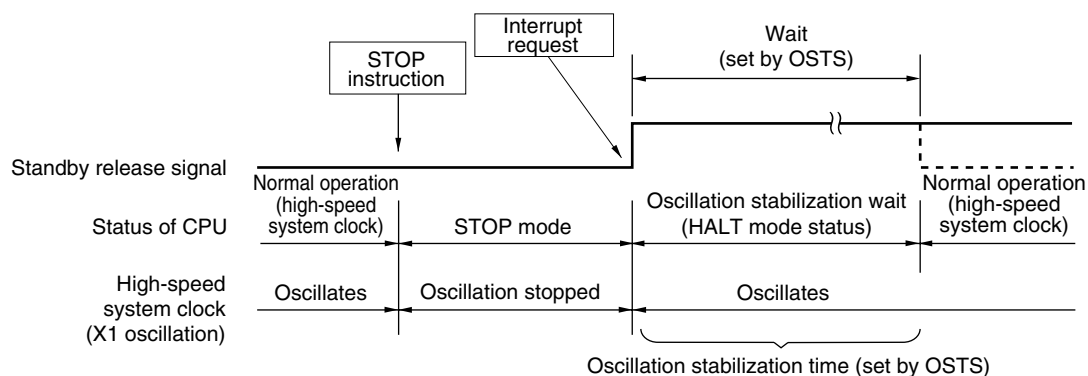 Interrupt
request
Wait
(set by OSTS)
STOP
instruction
Standby release signal
Normal operation
(high-speed
system clock)
Normal operation
(high-speed
system clock)
Status of CPU
STOP mode
Oscillation stabilization wait
(HALT mode status)
High-speed
system clock
(X1 oscillation)
Oscillates
Oscillation stopped
Oscillates
Oscillation stabilization time (set by OSTS)